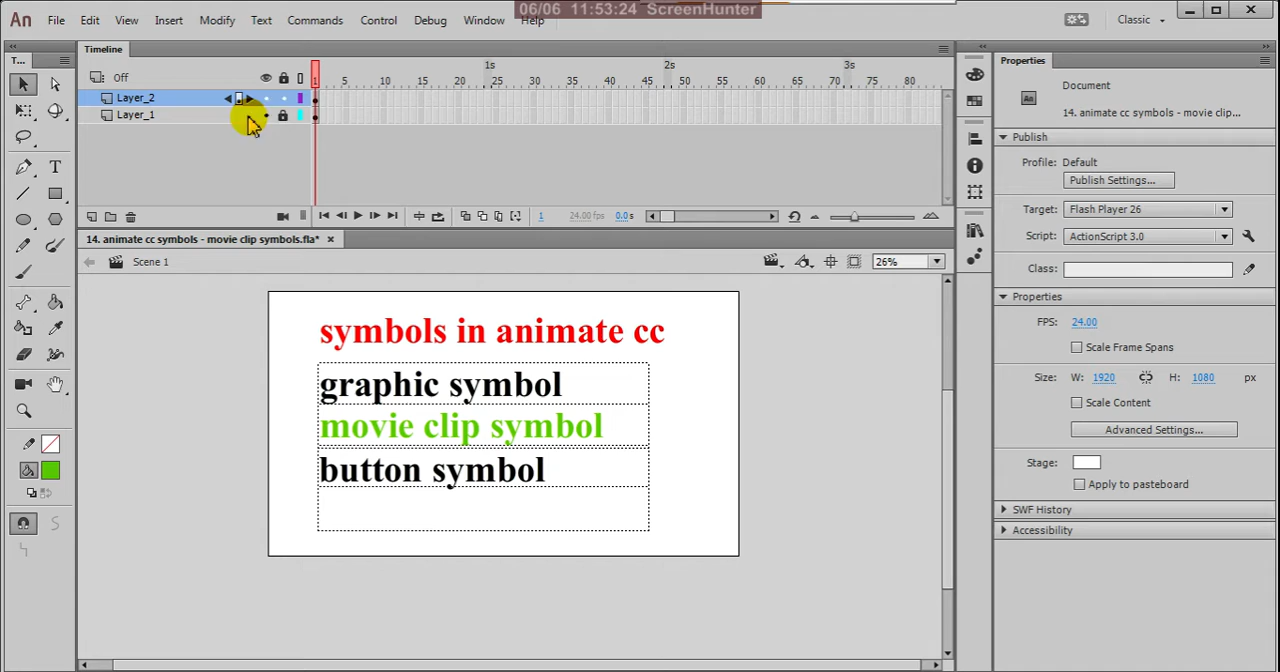 06/06 11:53:24 ScreenHunter
An File Edit View Insert Modify Text Commands Control Debug Window Help Classic
T... Timeline Properties
Off 1s 2s 3s
1 5 10 15 20 25 30 35 40 45 50 55 60 65 70 75 80
Layer_2
Layer_1
1 24.00 fps 0.0s
14. animate cc symbols - movie clip symbols.fla*
Scene 1 26%
symbols in animate cc
graphic symbol
movie clip symbol
button symbol
Document
An 14. animate cc symbols - movie clip...
Publish
Profile: Default
Publish Settings...
Target: Flash Player 26
Script: ActionScript 3.0
Class:
Properties
FPS: 24.00
Scale Frame Spans
Size: W: 1920 H: 1080 px
Scale Content
Advanced Settings...
Stage:
Apply to pasteboard
SWF History
Accessibility